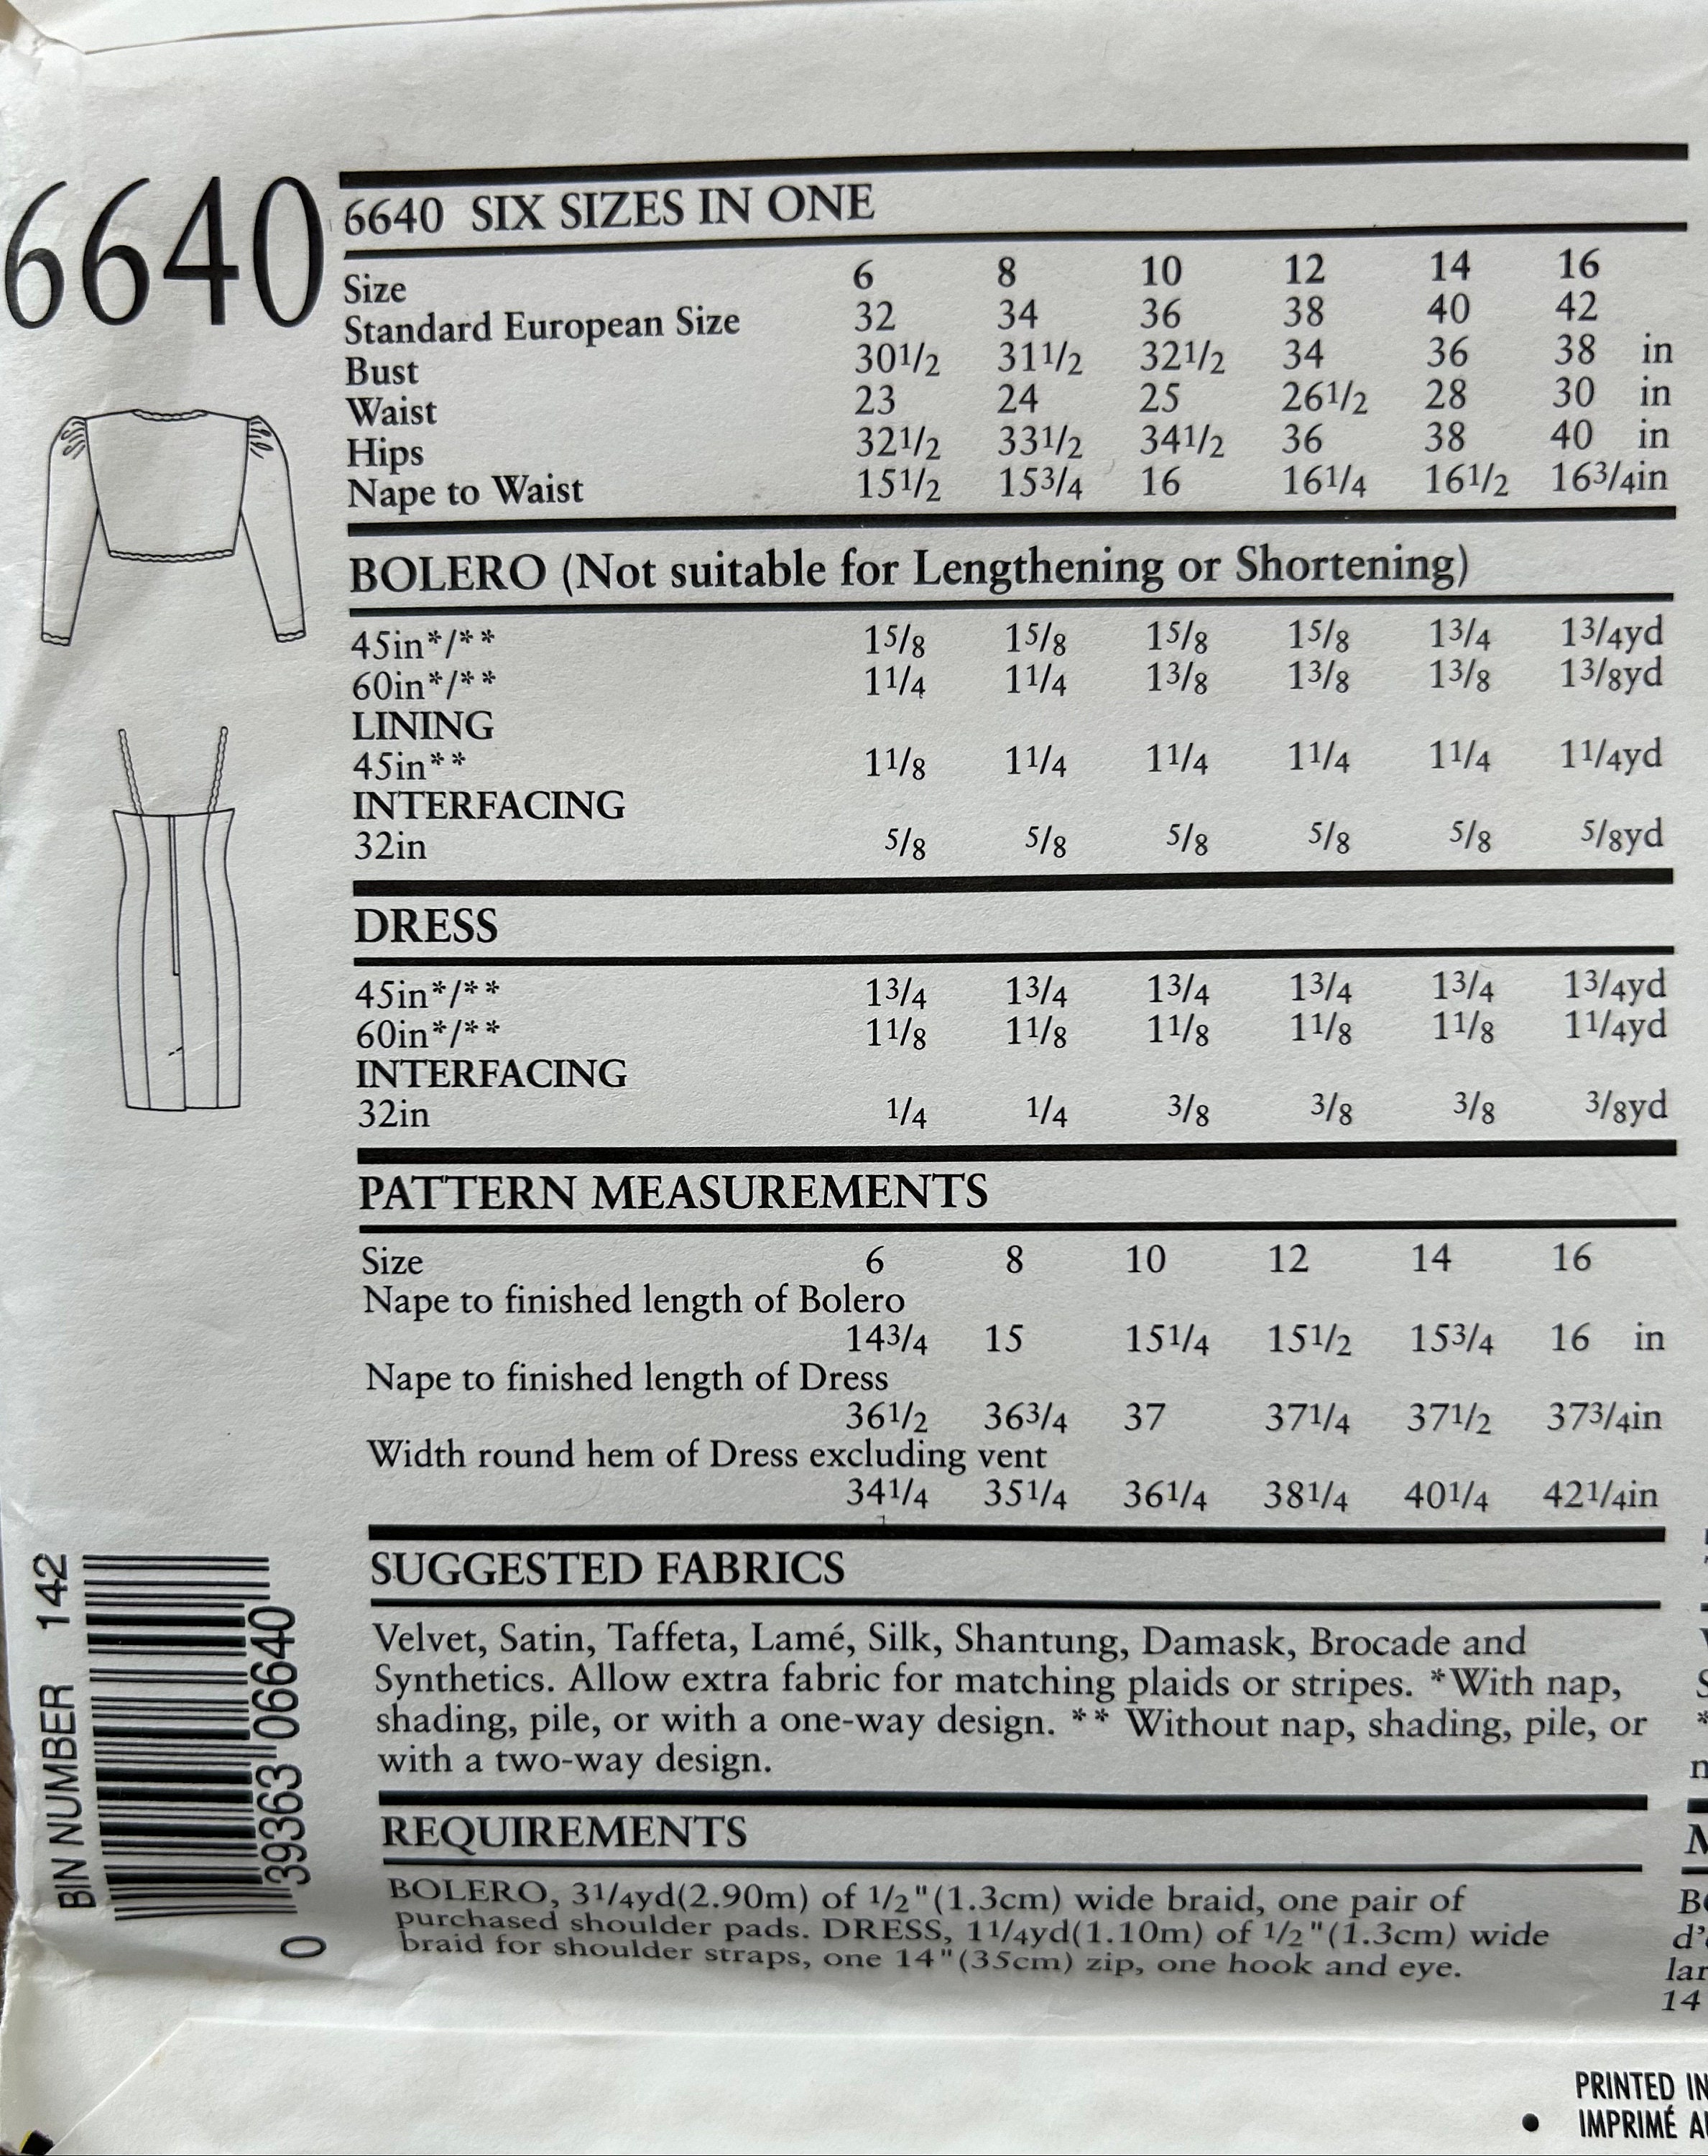 6640
6640 SIX SIZES IN ONE
Size 6 8 10 12 14 16
Standard European Size 32 34 36 38 40 42
Bust 301/2 311/2 321/2 34 36 38 in
Waist 23 24 25 261/2 28 30 in
Hips 321/2 331/2 341/2 36 38 40 in
Nape to Waist 151/2 153/4 16 161/4 161/2 163/4in
BOLERO (Not suitable for Lengthening or Shortening)
45in*/** 15/8 15/8 15/8 15/8 13/4 13/4yd
60in*/** 11/4 11/4 13/8 13/8 13/8 13/8yd
LINING
45in** 11/8 11/4 11/4 11/4 11/4 11/4yd
INTERFACING
32in 5/8 5/8 5/8 5/8 5/8 5/8yd
DRESS
45in*/** 13/4 13/4 13/4 13/4 13/4 13/4yd
60in*/** 11/8 11/8 11/8 11/8 11/8 11/4yd
INTERFACING
32in 1/4 1/4 3/8 3/8 3/8 3/8yd
PATTERN MEASUREMENTS
Size 6 8 10 12 14 16
Nape to finished length of Bolero
143/4 15 151/4 151/2 153/4 16 in
Nape to finished length of Dress
361/2 363/4 37 371/4 371/2 373/4in
Width round hem of Dress excluding vent
341/4 351/4 361/4 381/4 401/4 421/4in
SUGGESTED FABRICS
Velvet, Satin, Taffeta, Lamé, Silk, Shantung, Damask, Brocade and
Synthetics. Allow extra fabric for matching plaids or stripes. *With nap,
shading, pile, or with a one-way design. ** Without nap, shading, pile, or
with a two-way design.
REQUIREMENTS
BOLERO, 31/4yd(2.90m) of 1/2"(1.3cm) wide braid, one pair of
purchased shoulder pads. DRESS, 11/4yd(1.10m) of 1/2"(1.3cm) wide
braid for shoulder straps, one 14"(35cm) zip, one hook and eye.
BIN NUMBER 142
0 39363 06640
14
PRINTED IN
IMPRIMÉ